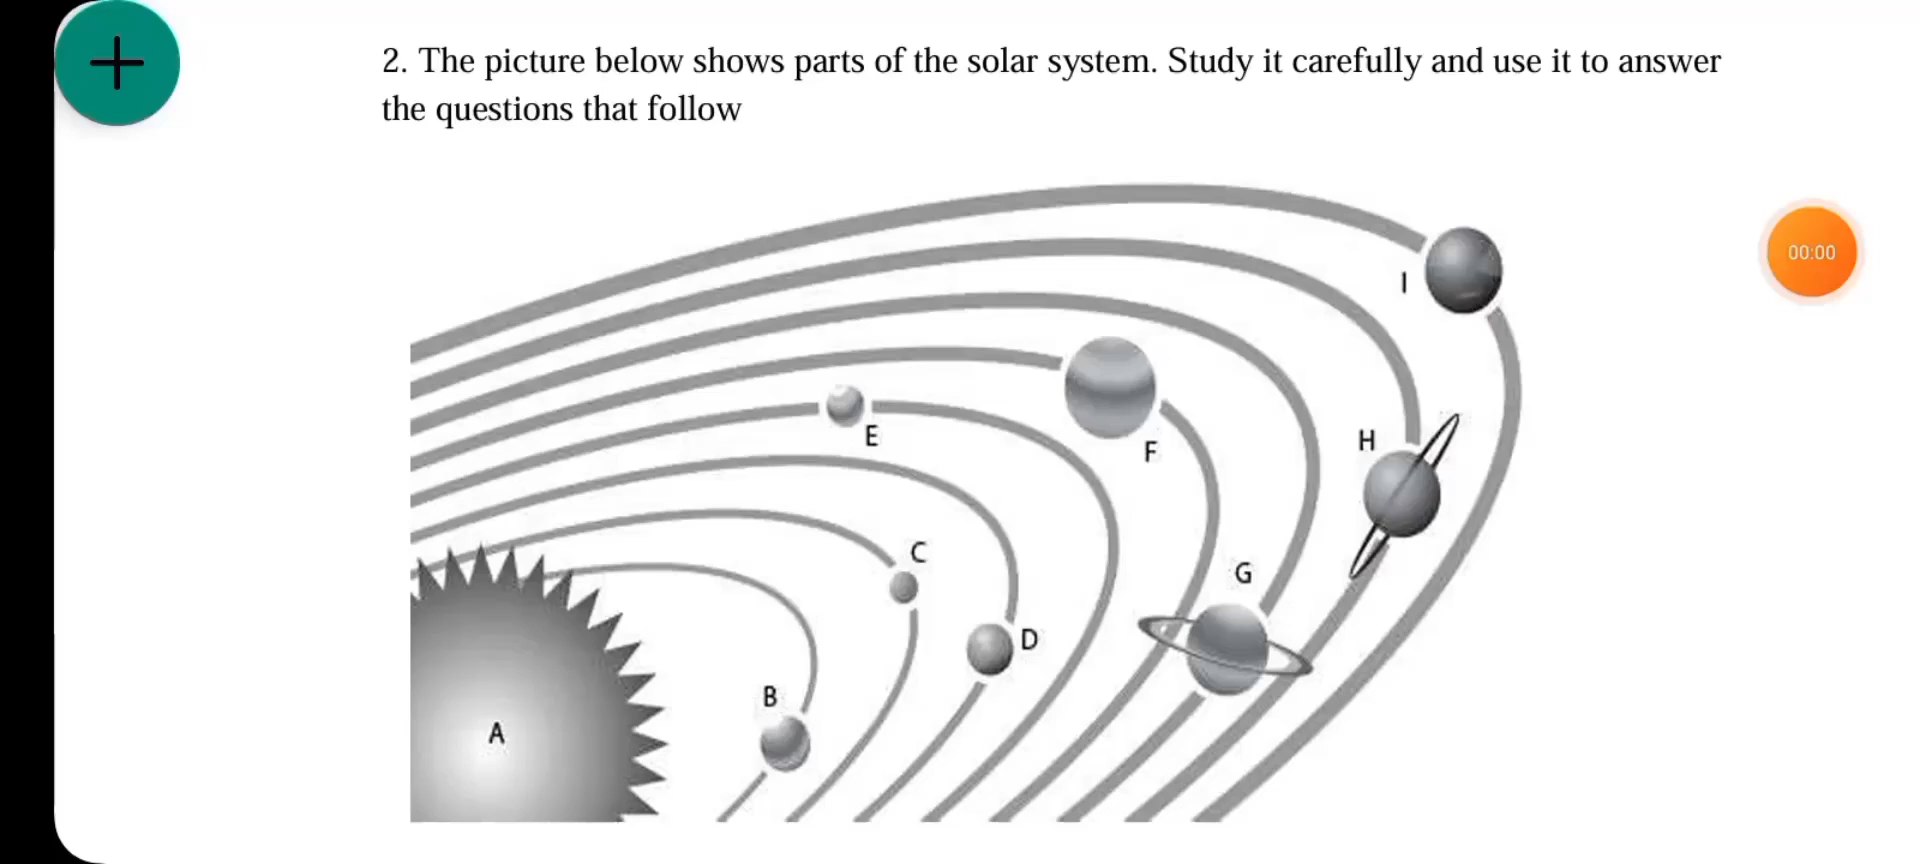 2. The picture below shows parts of the solar system. Study it carefully and use it to answer
the questions that follow
00:00
I
E
F
H
C
G
D
B
A